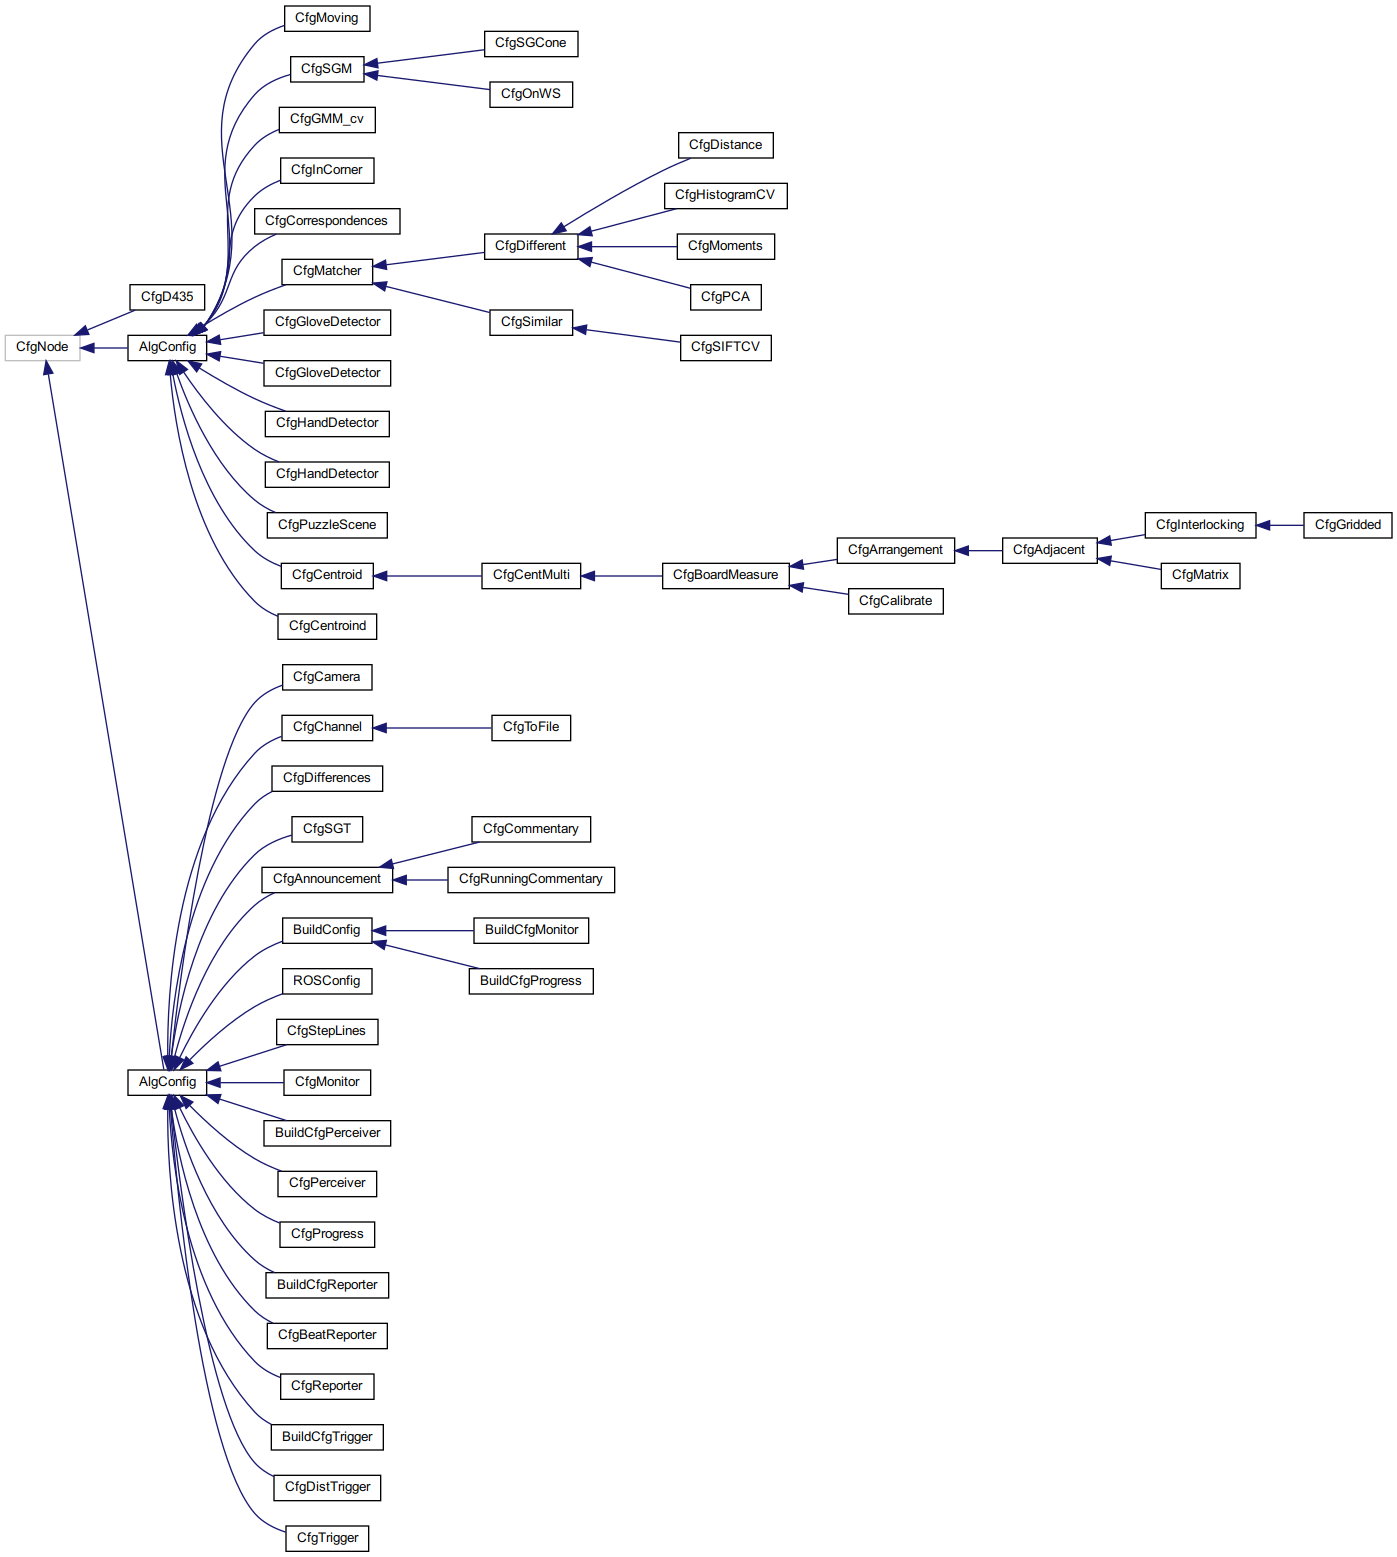 CfgMoving
CfgSGCone
CfgSGM
CfgOnWS
CfgGMM_cv
CfgDistance
CfgInCorner
CfgHistogramCV
CfgCorrespondences
CfgDifferent
CfgMoments
CfgMatcher
CfgD435
CfgPCA
CfgGloveDetector
CfgSimilar
CfgNode
AlgConfig
CfgSIFTCV
CfgGloveDetector
CfgHandDetector
CfgHandDetector
CfgPuzzleScene
CfgInterlocking
CfgGridded
CfgArrangement
CfgAdjacent
CfgCentroid
CfgCentMulti
CfgBoardMeasure
CfgMatrix
CfgCalibrate
CfgCentroind
CfgCamera
CfgChannel
CfgToFile
CfgDifferences
CfgSGT
CfgCommentary
CfgAnnouncement
CfgRunningCommentary
BuildConfig
BuildCfgMonitor
ROSConfig
BuildCfgProgress
CfgStepLines
AlgConfig
CfgMonitor
BuildCfgPerceiver
CfgPerceiver
CfgProgress
BuildCfgReporter
CfgBeatReporter
CfgReporter
BuildCfgTrigger
CfgDistTrigger
CfgTrigger